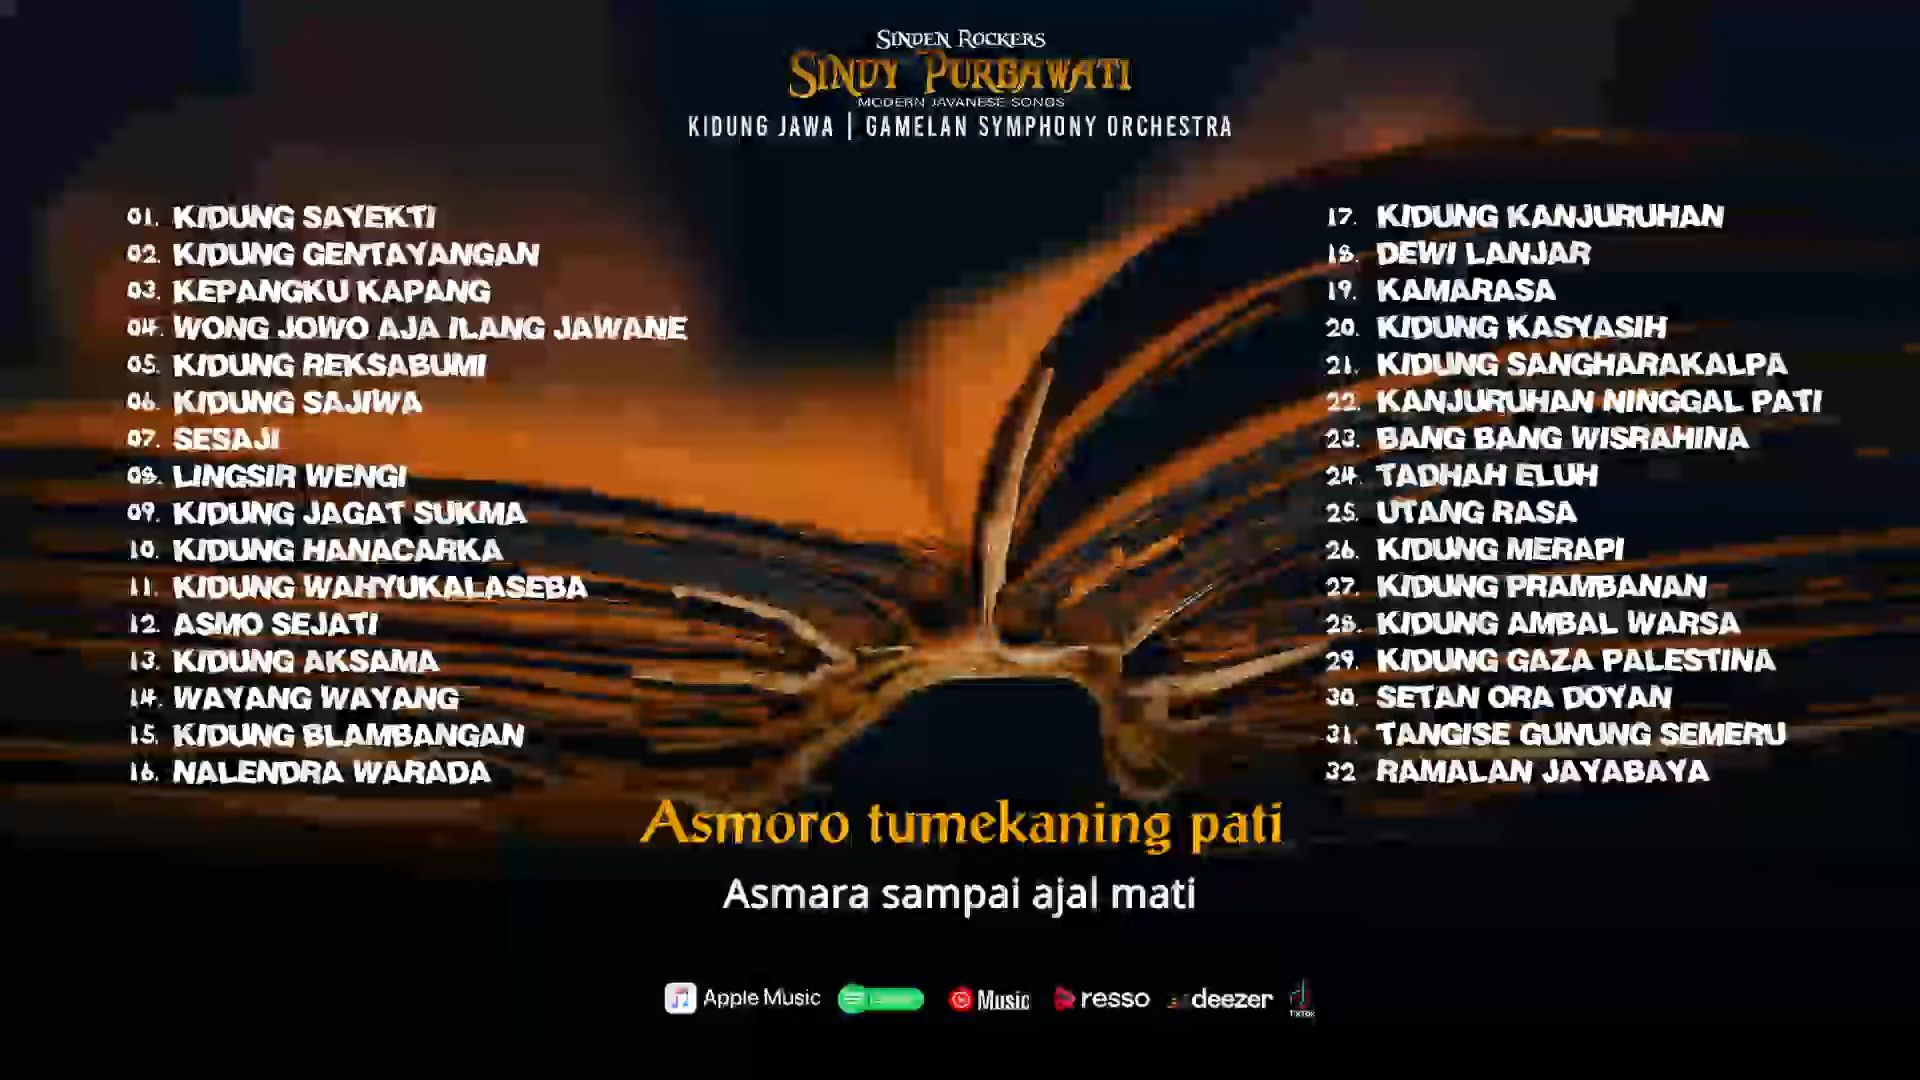 SINDEN ROCKERS
SINDY PURBAWATI
MODERN JAVANESE SONGS
KIDUNG JAWA | GAMELAN SYMPHONY ORCHESTRA
01. KIDUNG SAYEKTI
02. KIDUNG GENTAYANGAN
03. KEPANGKU KAPANG
04. WONG JOWO AJA ILANG JAWANE
05. KIDUNG REKSABUMI
06. KIDUNG SAJIWA
07. SESAJI
08. LINGSIR WENGI
09. KIDUNG JAGAT SUKMA
10. KIDUNG HANACARKA
11. KIDUNG WAHYUKALASEBA
12. ASMO SEJATI
13. KIDUNG AKSAMA
14. WAYANG WAYANG
15. KIDUNG BLAMBANGAN
16. NALENDRA WARADA
17. KIDUNG KANJURUHAN
18. DEWI LANJAR
19. KAMARASA
20. KIDUNG KASYASIH
21. KIDUNG SANGHARAKALPA
22. KANJURUHAN NINGGAL PATI
23. BANG BANG WISRAHINA
24. TADHAH ELUH
25. UTANG RASA
26. KIDUNG MERAPI
27. KIDUNG PRAMBANAN
28. KIDUNG AMBAL WARSA
29. KIDUNG GAZA PALESTINA
30. SETAN ORA DOYAN
31. TANGISE GUNUNG SEMERU
32 RAMALAN JAYABAYA
Asmoro tumekaning pati
Asmara sampai ajal mati
Apple Music Music resso deezer
TIKTOK